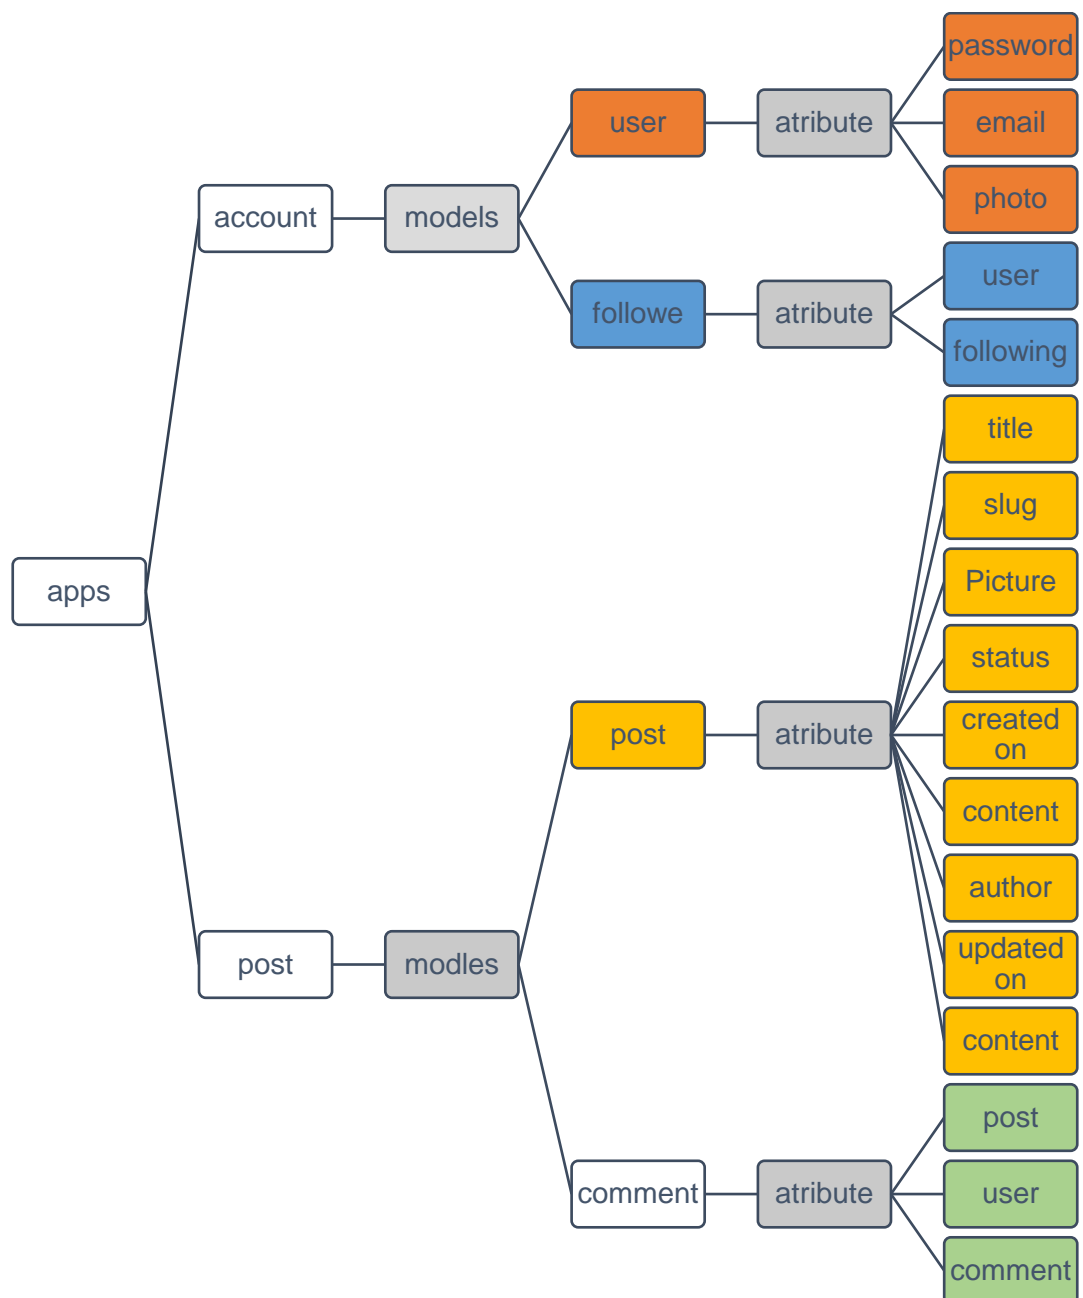 password
user
atribute
email
photo
account
models
user
followe
atribute
following
title
slug
Picture
apps
status
post
atribute
created
on
content
author
post
modles
updated
on
content
post
comment
atribute
user
comment